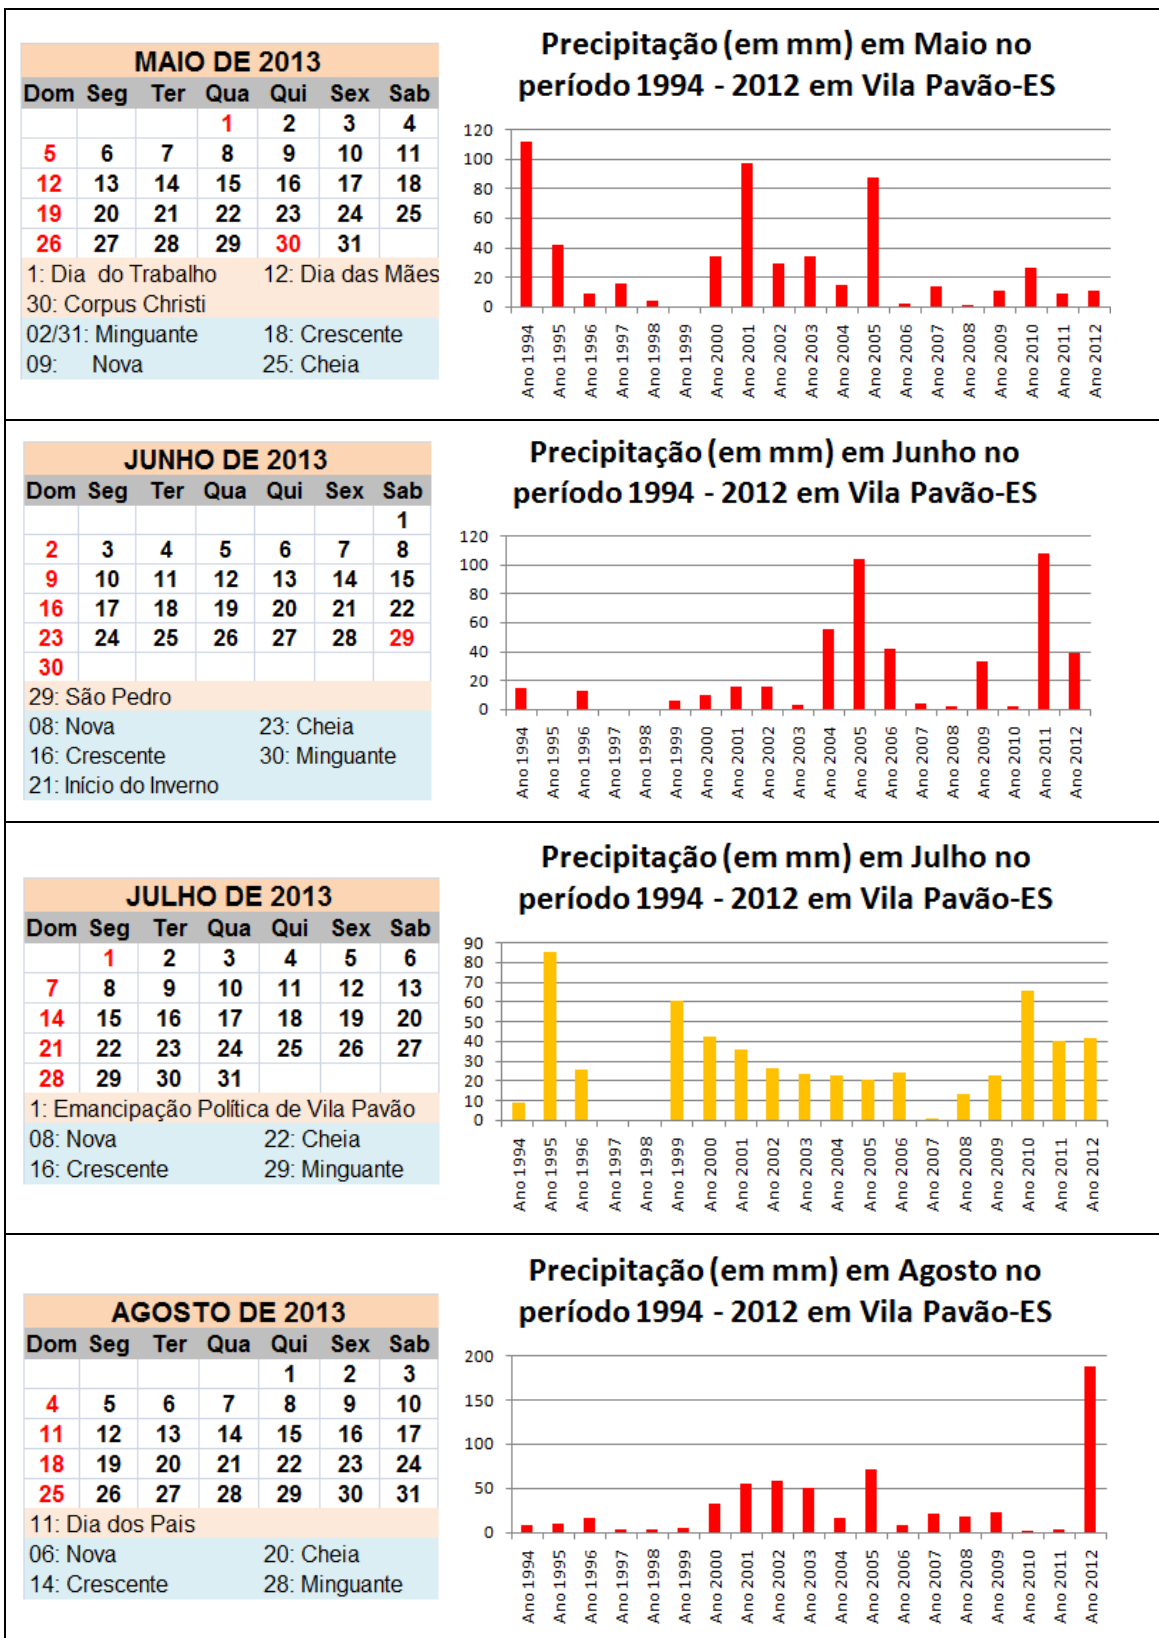 MAIO DE 2013
Dom Seg Ter Qua Qui Sex Sab
1 2 3 4
5 6 7 8 9 10 11
12 13 14 15 16 17 18
19 20 21 22 23 24 25
26 27 28 29 30 31
1: Dia do Trabalho 12: Dia das Mães
30: Corpus Christi
02/31: Minguante 18: Crescente
09: Nova 25: Cheia
Precipitação (em mm) em Maio no
período 1994 - 2012 em Vila Pavão-ES
120
100
80
60
40
20
0
Ano 1994
Ano 1995
Ano 1996
Ano 1997
Ano 1998
Ano 1999
Ano 2000
Ano 2001
Ano 2002
Ano 2003
Ano 2004
Ano 2005
Ano 2006
Ano 2007
Ano 2008
Ano 2009
Ano 2010
Ano 2011
Ano 2012
JUNHO DE 2013
Dom Seg Ter Qua Qui Sex Sab
1
2 3 4 5 6 7 8
9 10 11 12 13 14 15
16 17 18 19 20 21 22
23 24 25 26 27 28 29
30
29: São Pedro
08: Nova 23: Cheia
16: Crescente 30: Minguante
21: Início do Inverno
Precipitação (em mm) em Junho no
período 1994 - 2012 em Vila Pavão-ES
120
100
80
60
40
20
0
Ano 1994
Ano 1995
Ano 1996
Ano 1997
Ano 1998
Ano 1999
Ano 2000
Ano 2001
Ano 2002
Ano 2003
Ano 2004
Ano 2005
Ano 2006
Ano 2007
Ano 2008
Ano 2009
Ano 2010
Ano 2011
Ano 2012
JULHO DE 2013
Dom Seg Ter Qua Qui Sex Sab
1 2 3 4 5 6
7 8 9 10 11 12 13
14 15 16 17 18 19 20
21 22 23 24 25 26 27
28 29 30 31
1: Emancipação Política de Vila Pavão
08: Nova 22: Cheia
16: Crescente 29: Minguante
Precipitação (em mm) em Julho no
período 1994 - 2012 em Vila Pavão-ES
90
80
70
60
50
40
30
20
10
0
Ano 1994
Ano 1995
Ano 1996
Ano 1997
Ano 1998
Ano 1999
Ano 2000
Ano 2001
Ano 2002
Ano 2003
Ano 2004
Ano 2005
Ano 2006
Ano 2007
Ano 2008
Ano 2009
Ano 2010
Ano 2011
Ano 2012
AGOSTO DE 2013
Dom Seg Ter Qua Qui Sex Sab
1 2 3
4 5 6 7 8 9 10
11 12 13 14 15 16 17
18 19 20 21 22 23 24
25 26 27 28 29 30 31
11: Dia dos Pais
06: Nova 20: Cheia
14: Crescente 28: Minguante
Precipitação (em mm) em Agosto no
período 1994 - 2012 em Vila Pavão-ES
200
150
100
50
0
Ano 1994
Ano 1995
Ano 1996
Ano 1997
Ano 1998
Ano 1999
Ano 2000
Ano 2001
Ano 2002
Ano 2003
Ano 2004
Ano 2005
Ano 2006
Ano 2007
Ano 2008
Ano 2009
Ano 2010
Ano 2011
Ano 2012